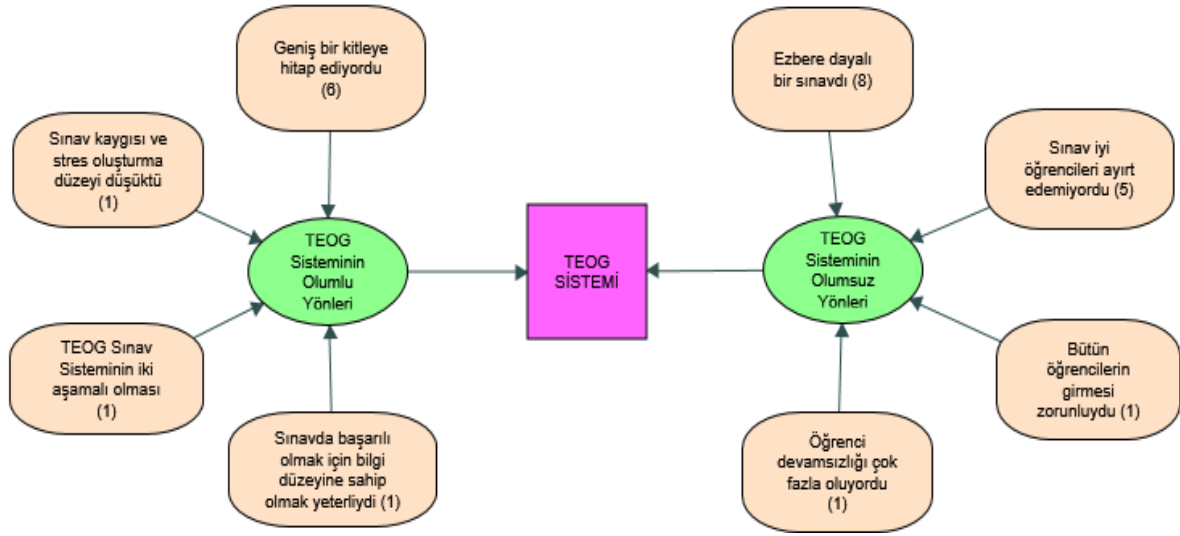 Geniş bir kitleye
hitap ediyordu
(6)
Ezbere dayalı
bir sınavdı (8)
Sınav kaygısı ve
stres oluşturma
düzeyi düşüktü
(1)
Sınav iyi
öğrencileri ayırt
edemiyordu (5)
TEOG
Sisteminin
Olumlu
Yönleri
TEOG
SİSTEMİ
TEOG
Sisteminin
Olumsuz
Yönleri
TEOG Sınav
Sisteminin iki
aşamalı olması
(1)
Bütün
öğrencilerin
girmesi
zorunluydu (1)
Sınavda başarılı
olmak için bilgi
düzeyine sahip
olmak yeterliydi (1)
Öğrenci
devamsızlığı çok
fazla oluyordu
(1)